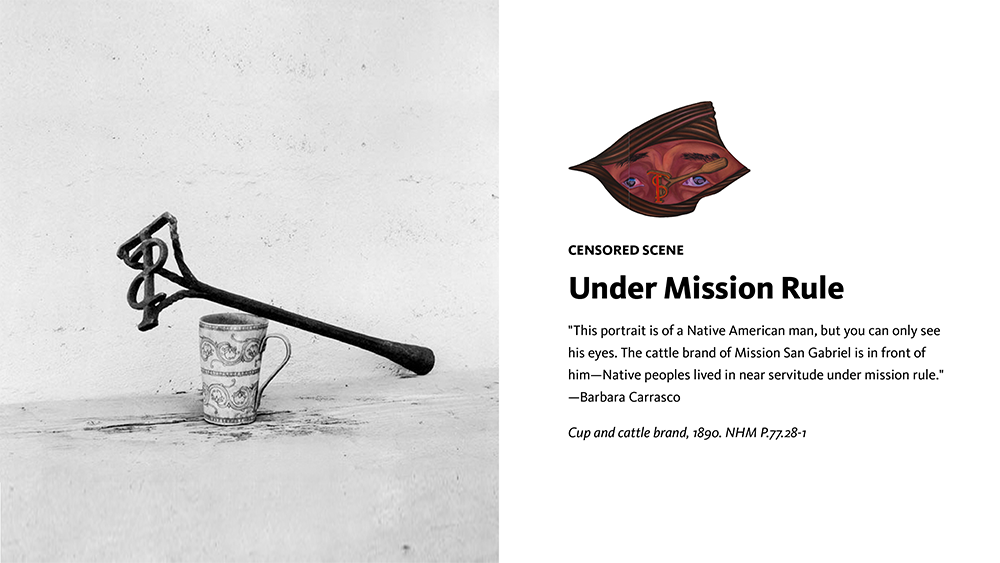 CENSORED SCENE
Under Mission Rule
"This portrait is of a Native American man, but you can only see
his eyes. The cattle brand of Mission San Gabriel is in front of
him—Native peoples lived in near servitude under mission rule."
—Barbara Carrasco
Cup and cattle brand, 1890. NHM P.77.28-1